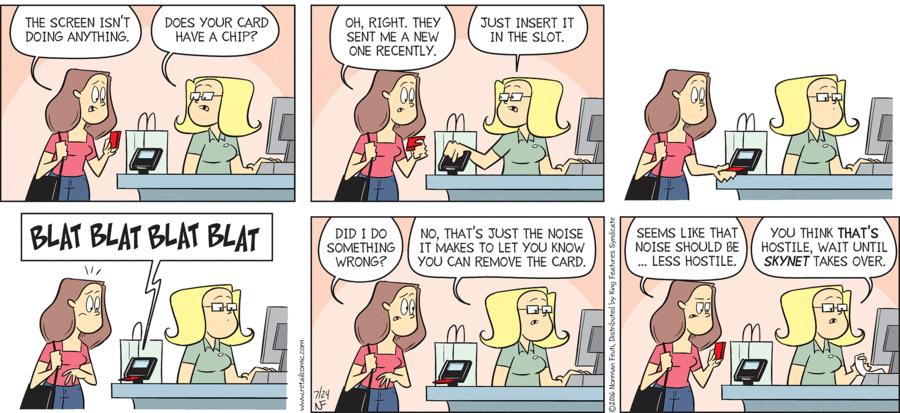 THE SCREEN ISN'T
DOING ANYTHING.
DOES YOUR CARD
HAVE A CHIP?
OH, RIGHT. THEY
SENT ME A NEW
ONE RECENTLY.
JUST INSERT IT
IN THE SLOT.
BLAT BLAT BLAT BLAT
www.retailcomic.com
DID I DO
SOMETHING
WRONG?
NO, THAT'S JUST THE NOISE
IT MAKES TO LET YOU KNOW
YOU CAN REMOVE THE CARD.
7/24
NF
©2016 Norman Feuti, Distributed by King Features Syndicate
SEEMS LIKE THAT
NOISE SHOULD BE
... LESS HOSTILE.
YOU THINK THAT'S
HOSTILE, WAIT UNTIL
SKYNET TAKES OVER.